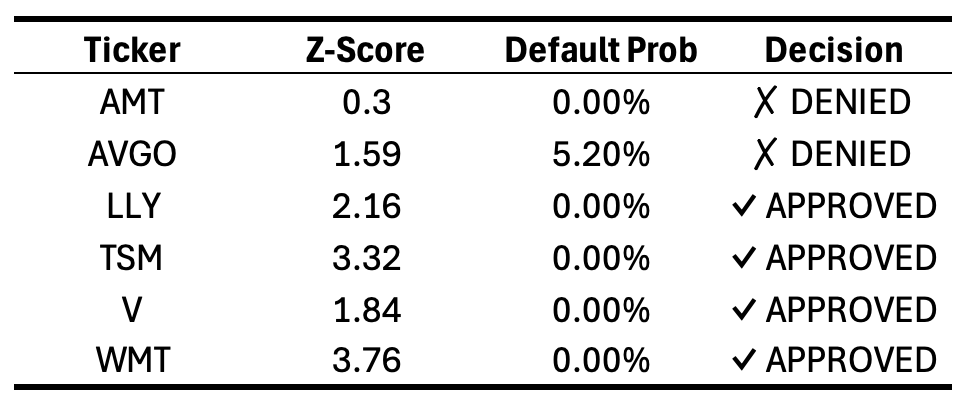 Ticker Z-Score Default Prob Decision
AMT 0.3 0.00% ✗ DENIED
AVGO 1.59 5.20% ✗ DENIED
LLY 2.16 0.00% ✓ APPROVED
TSM 3.32 0.00% ✓ APPROVED
V 1.84 0.00% ✓ APPROVED
WMT 3.76 0.00% ✓ APPROVED